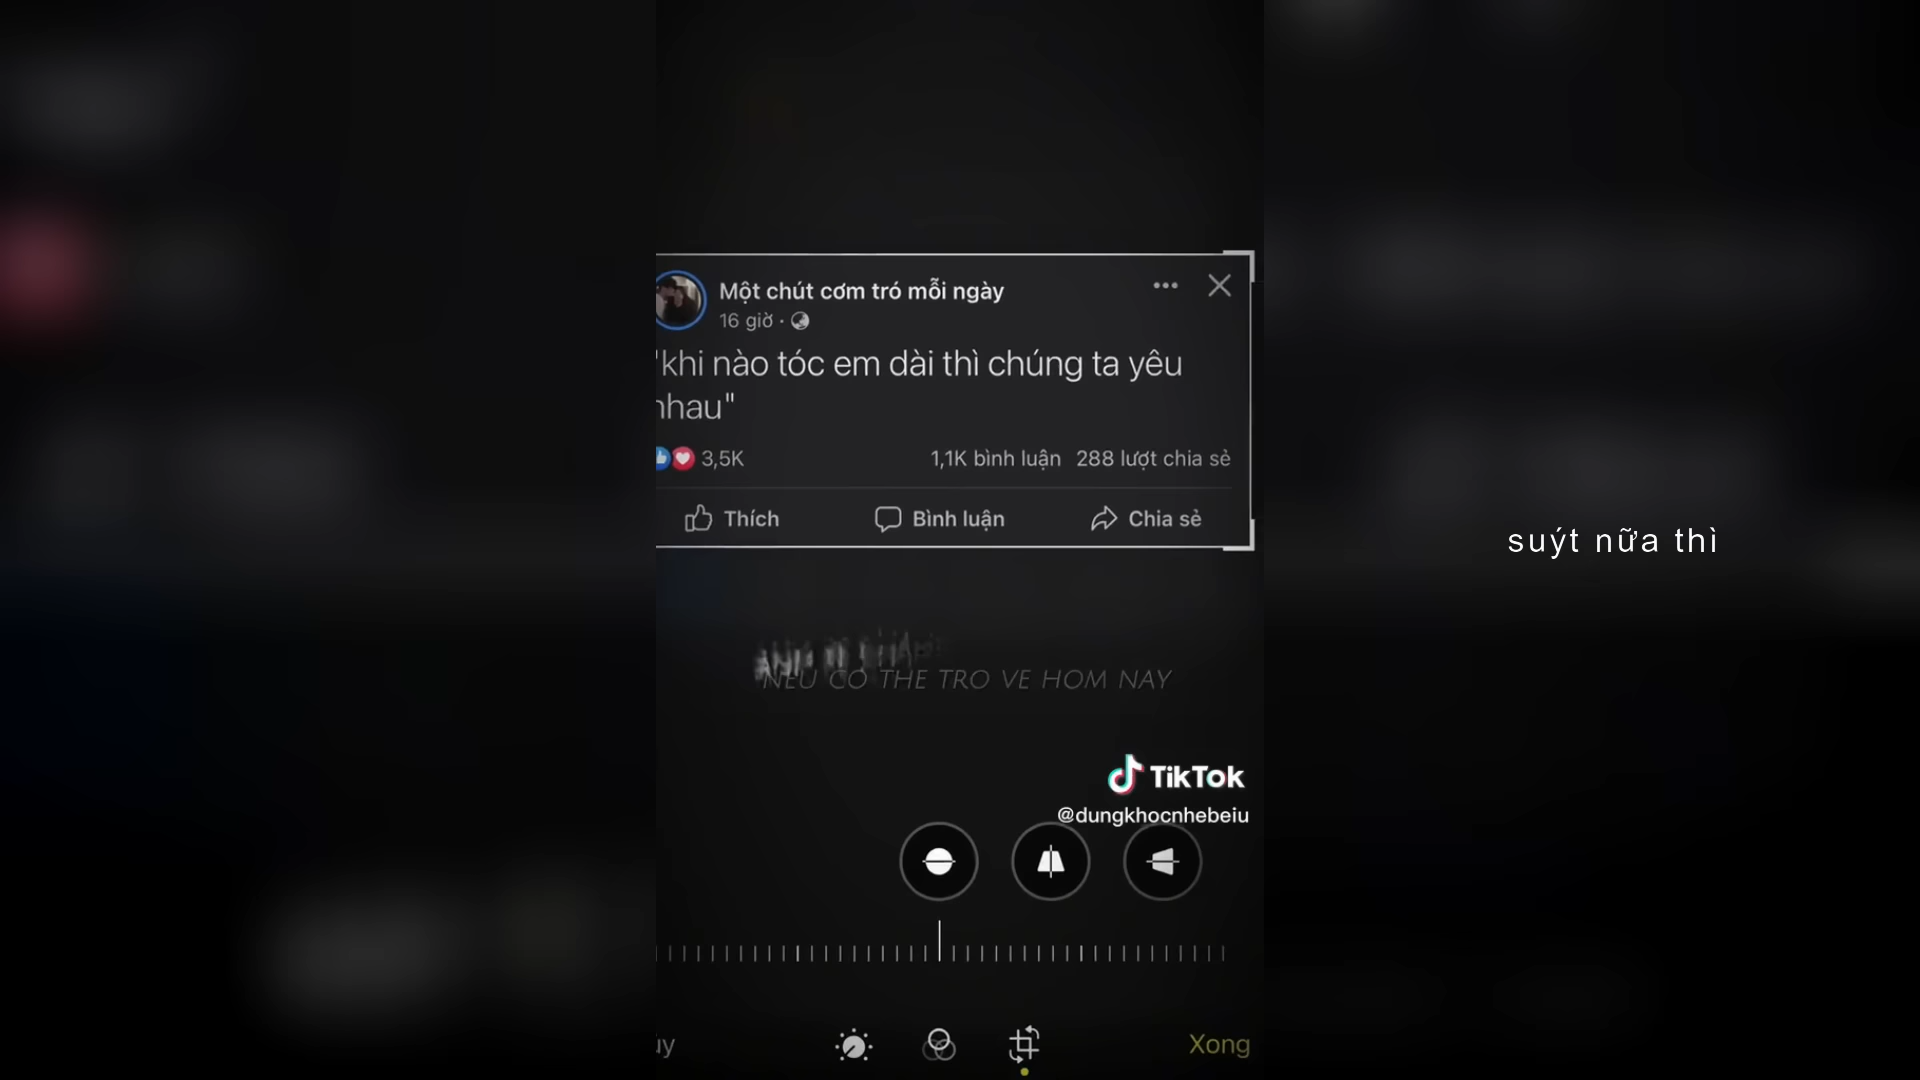 Một chút cơm tró mỗi ngày
16 giờ ·
"khi nào tóc em dài thì chúng ta yêu
nhau"
3,5K 1,1K bình luận 288 lượt chia sẻ
Thích Bình luận Chia sẻ
suýt nữa thì
NEU CO THE TRO VE HOM NAY
TikTok
@dungkhocnhebeiu
Xong